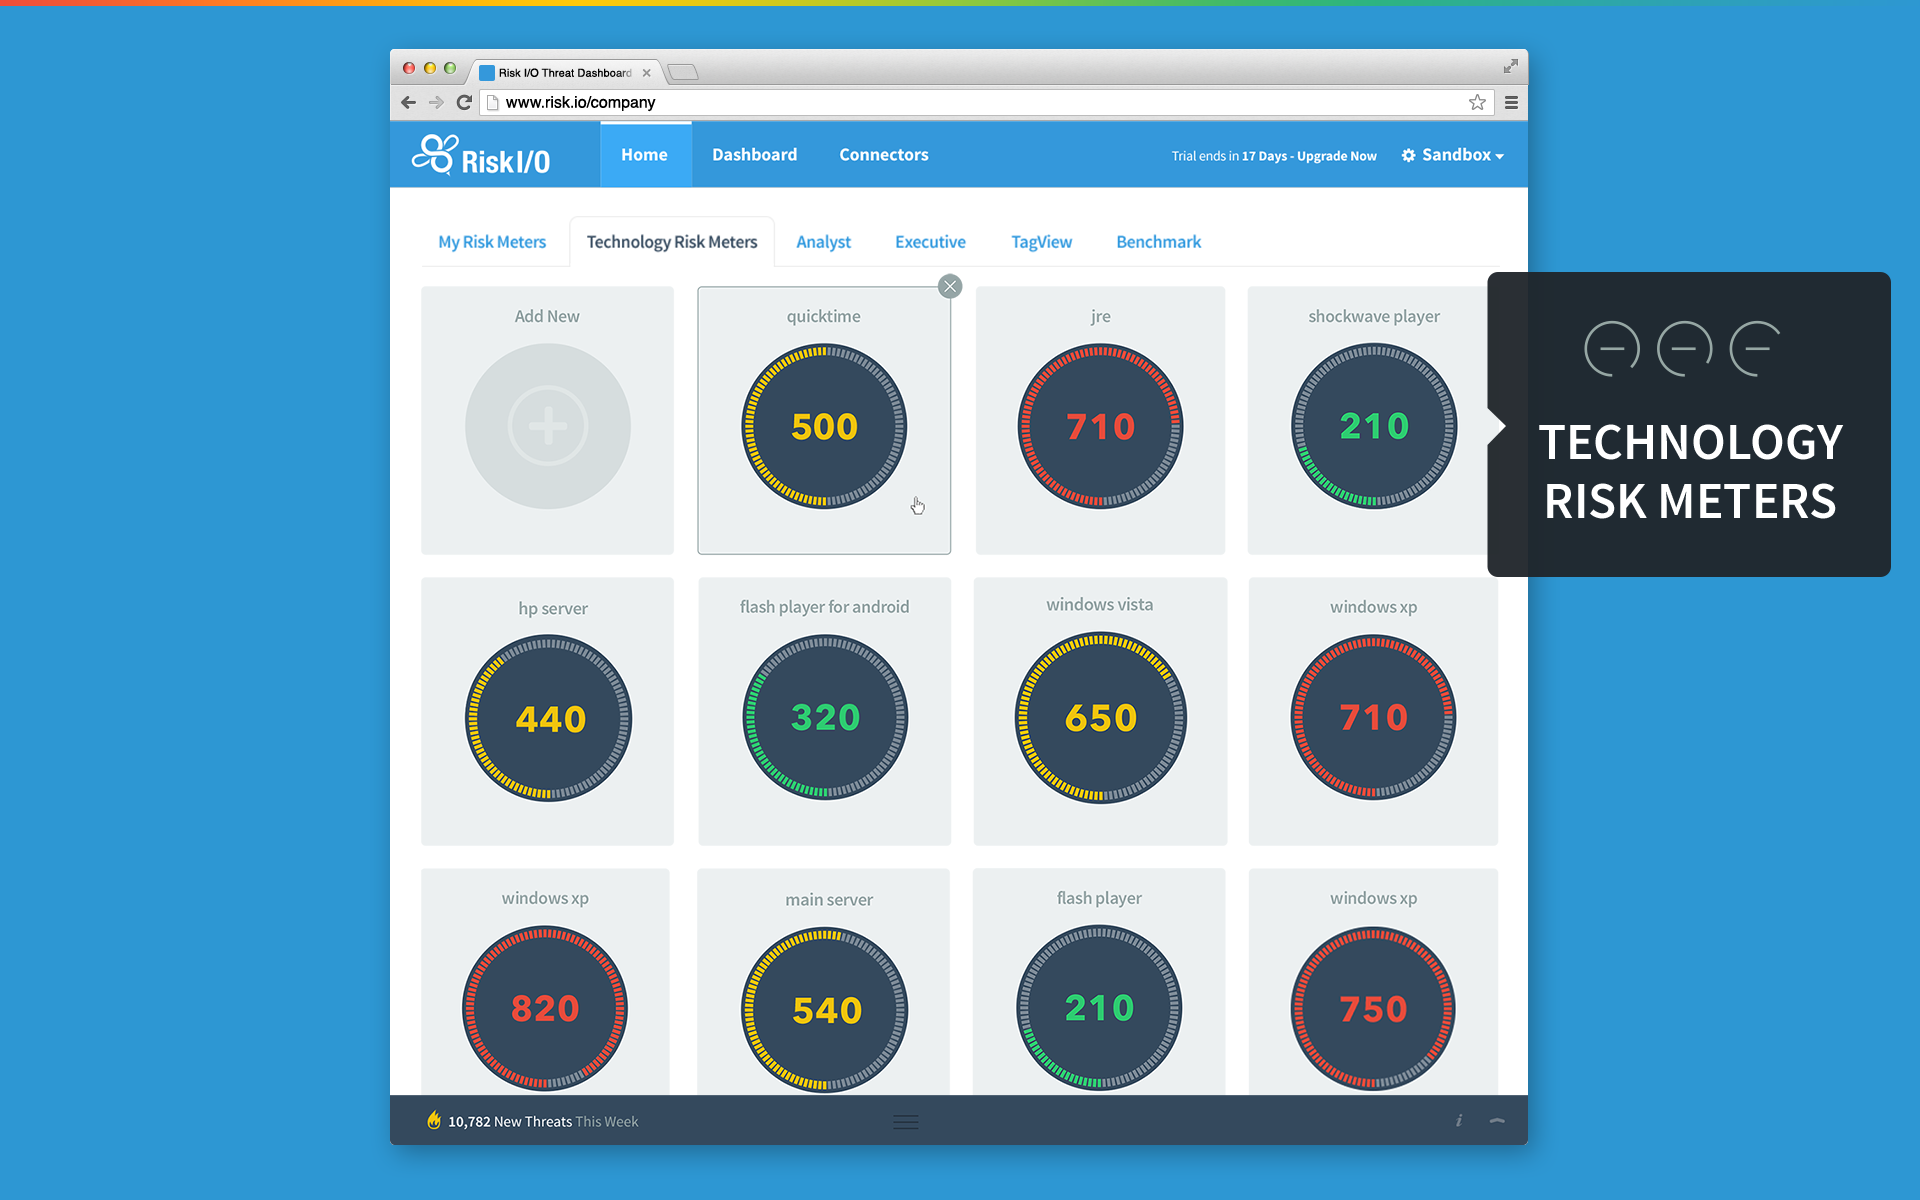 Risk I/O Threat Dashboard
www.risk.io/company
Risk I/O
Home
Dashboard
Connectors
Trial ends in 17 Days - Upgrade Now
Sandbox
My Risk Meters
Technology Risk Meters
Analyst
Executive
TagView
Benchmark
Add New
quicktime
jre
shockwave player
500
710
210
TECHNOLOGY
RISK METERS
hp server
flash player for android
windows vista
windows xp
440
320
650
710
windows xp
main server
flash player
windows xp
820
540
210
750
10,782 New Threats This Week
i